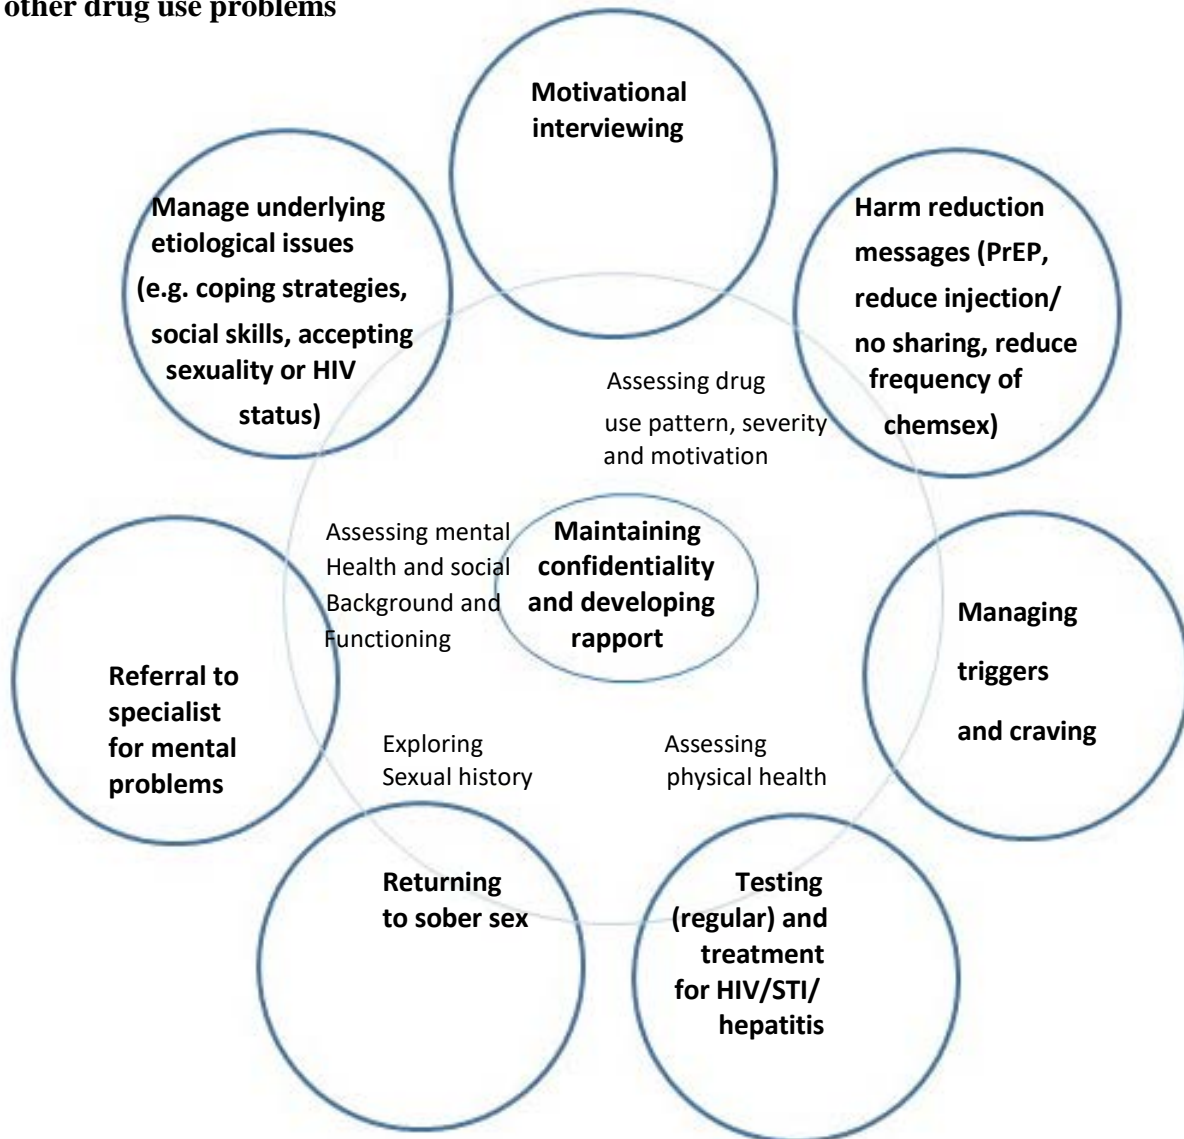 other drug use problems
Motivational
interviewing
Manage underlying
etiological issues
(e.g. coping strategies,
social skills, accepting
sexuality or HIV
status)
Harm reduction
messages (PrEP,
reduce injection/
no sharing, reduce
frequency of
chemsex)
Assessing drug
use pattern, severity
and motivation
Assessing mental
Health and social
Background and
Functioning
Maintaining
confidentiality
and developing
rapport
Managing
triggers
and craving
Referral to
specialist
for mental
problems
Exploring
Sexual history
Assessing
physical health
Returning
to sober sex
Testing
(regular) and
treatment
for HIV/STI/
hepatitis